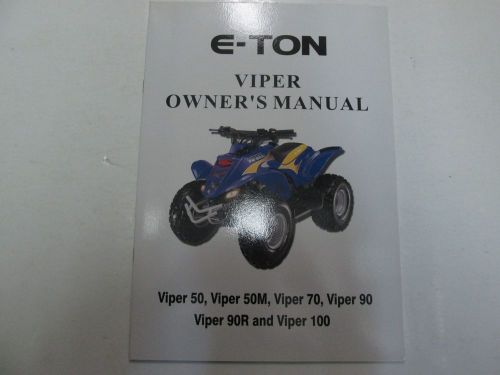 E-TON
VIPER
OWNER'S MANUAL
Viper 50, Viper 50M, Viper 70, Viper 90
Viper 90R and Viper 100